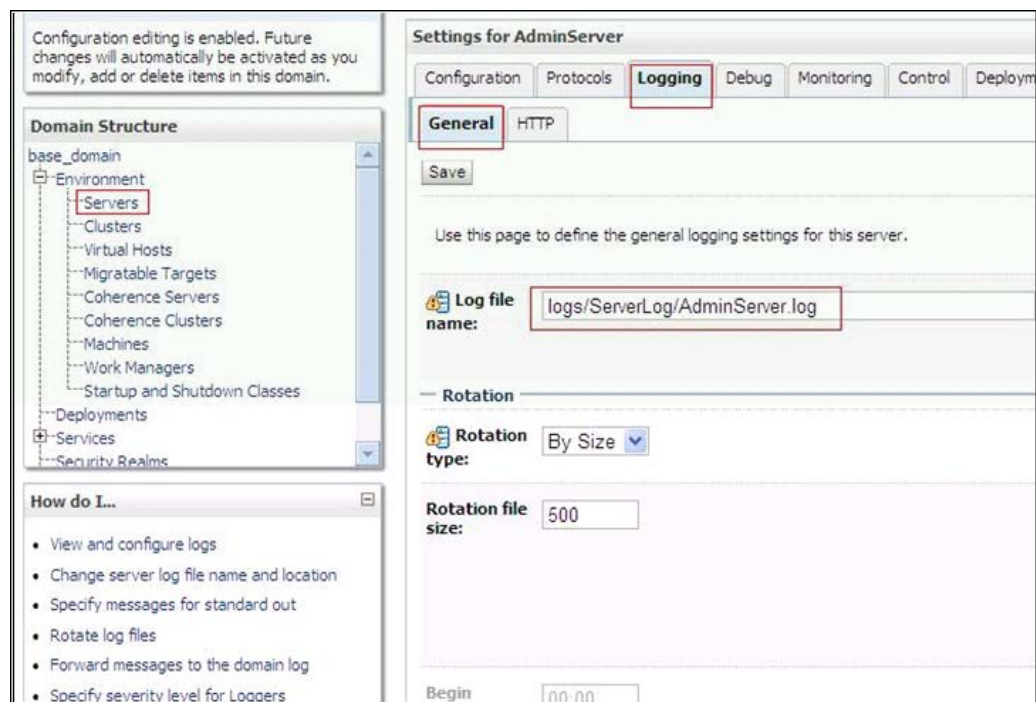 Configuration editing is enabled. Future
changes will automatically be activated as you
modify, add or delete items in this domain.
Domain Structure
base_domain
Environment
Servers
Clusters
Virtual Hosts
Migratable Targets
Coherence Servers
Coherence Clusters
Machines
Work Managers
Startup and Shutdown Classes
Deployments
Services
Security Realms
How do I...
View and configure logs
Change server log file name and location
Specify messages for standard out
Rotate log files
Forward messages to the domain log
Specify severity level for Loggers
Settings for AdminServer
Configuration Protocols Logging Debug Monitoring Control Deploym
General HTTP
Save
Use this page to define the general logging settings for this server.
Log file
name:
logs/ServerLog/AdminServer.log
Rotation
Rotation
type:
By Size
Rotation file
size:
500
Begin
00:00